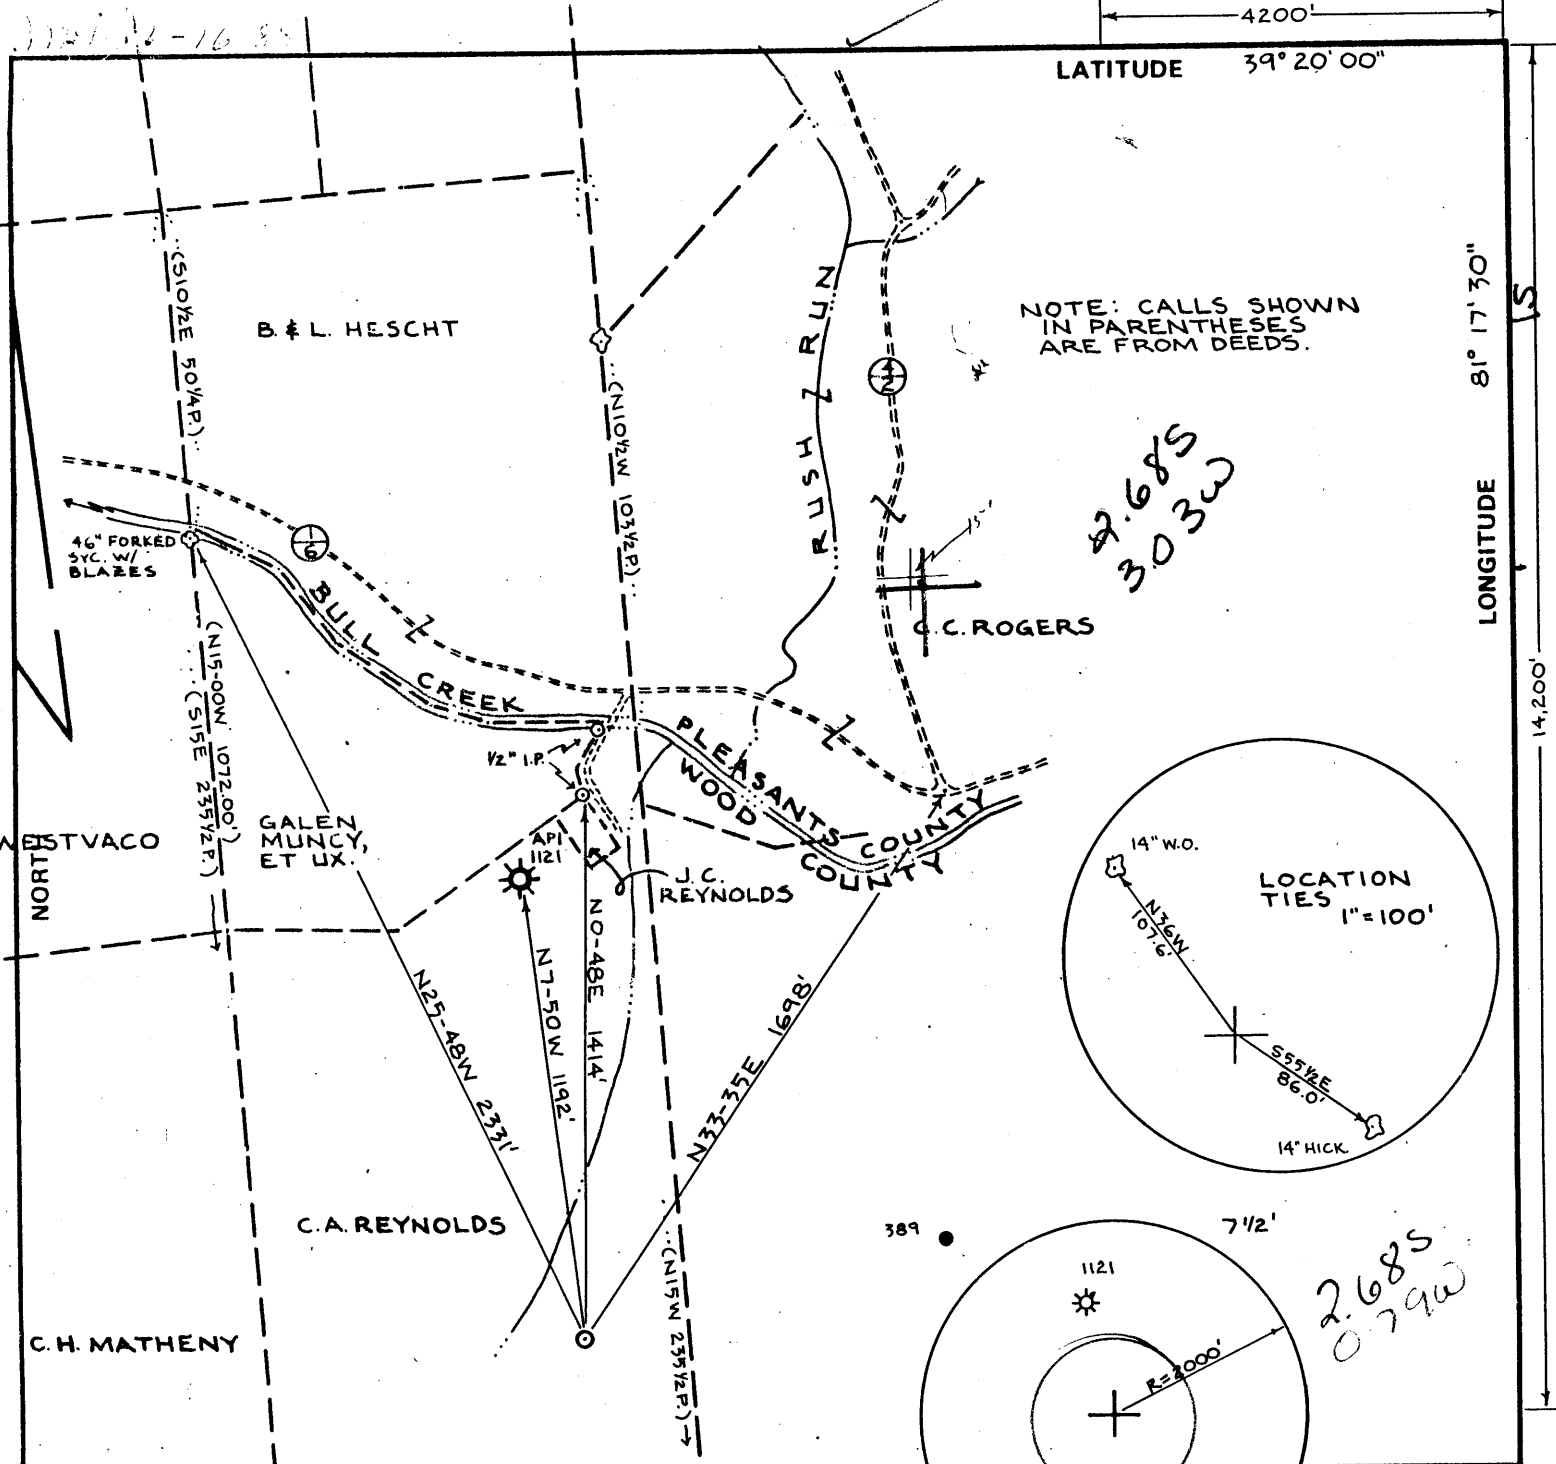 4200'
LATITUDE 39° 20' 00"
(S10½E 50¼P.)
B. & L. HESCHT
(N10½W 103½P.)
RUSH RUN
NOTE: CALLS SHOWN
IN PARENTHESES
ARE FROM DEEDS.
81° 17' 30"
LONGITUDE
14,200'
2.68S
3.03W
46" FORKED
SYC. W/
BLAZES
1
6
BULL CREEK
C. C. ROGERS
(N15-00W 1072.00')
(S15E 235½P.)
½" I.P.
PLEASANTS COUNTY
WOOD COUNTY
WESTVACO
NORTH
GALEN
MUNCY,
ET UX.
API
1121
J. C.
REYNOLDS
14" W.O.
LOCATION
TIES
1"=100'
N36W
107.6'
S55½E
86.0'
14" HICK.
N25-48W 2331'
N7-50W 1192'
N0-48E 1414'
N33-35E 1698'
C. A. REYNOLDS
389
7½'
1121
R=2000'
2.68S
0.79W
C. H. MATHENY
(N15W 235½P.)